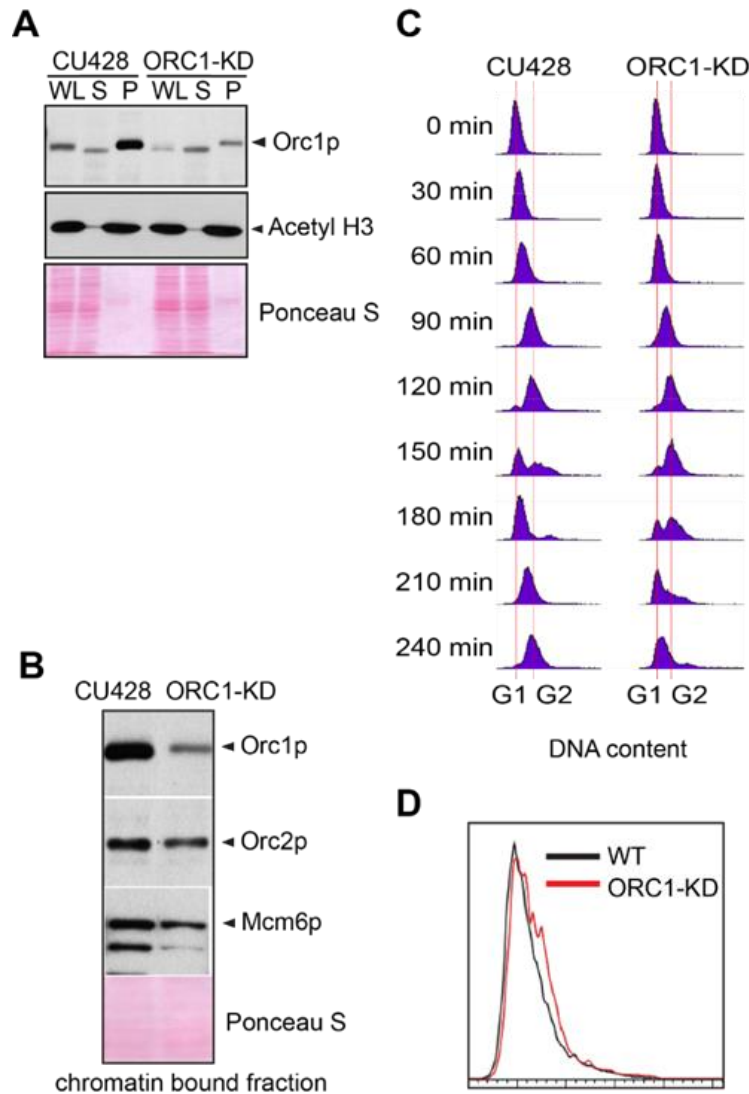 A
CU428 ORC1-KD
WL S P WL S P
Orc1p
Acetyl H3
Ponceau S
B
CU428 ORC1-KD
Orc1p
Orc2p
Mcm6p
Ponceau S
chromatin bound fraction
C
CU428 ORC1-KD
0 min
30 min
60 min
90 min
120 min
150 min
180 min
210 min
240 min
G1 G2 G1 G2
DNA content
D
WT
ORC1-KD